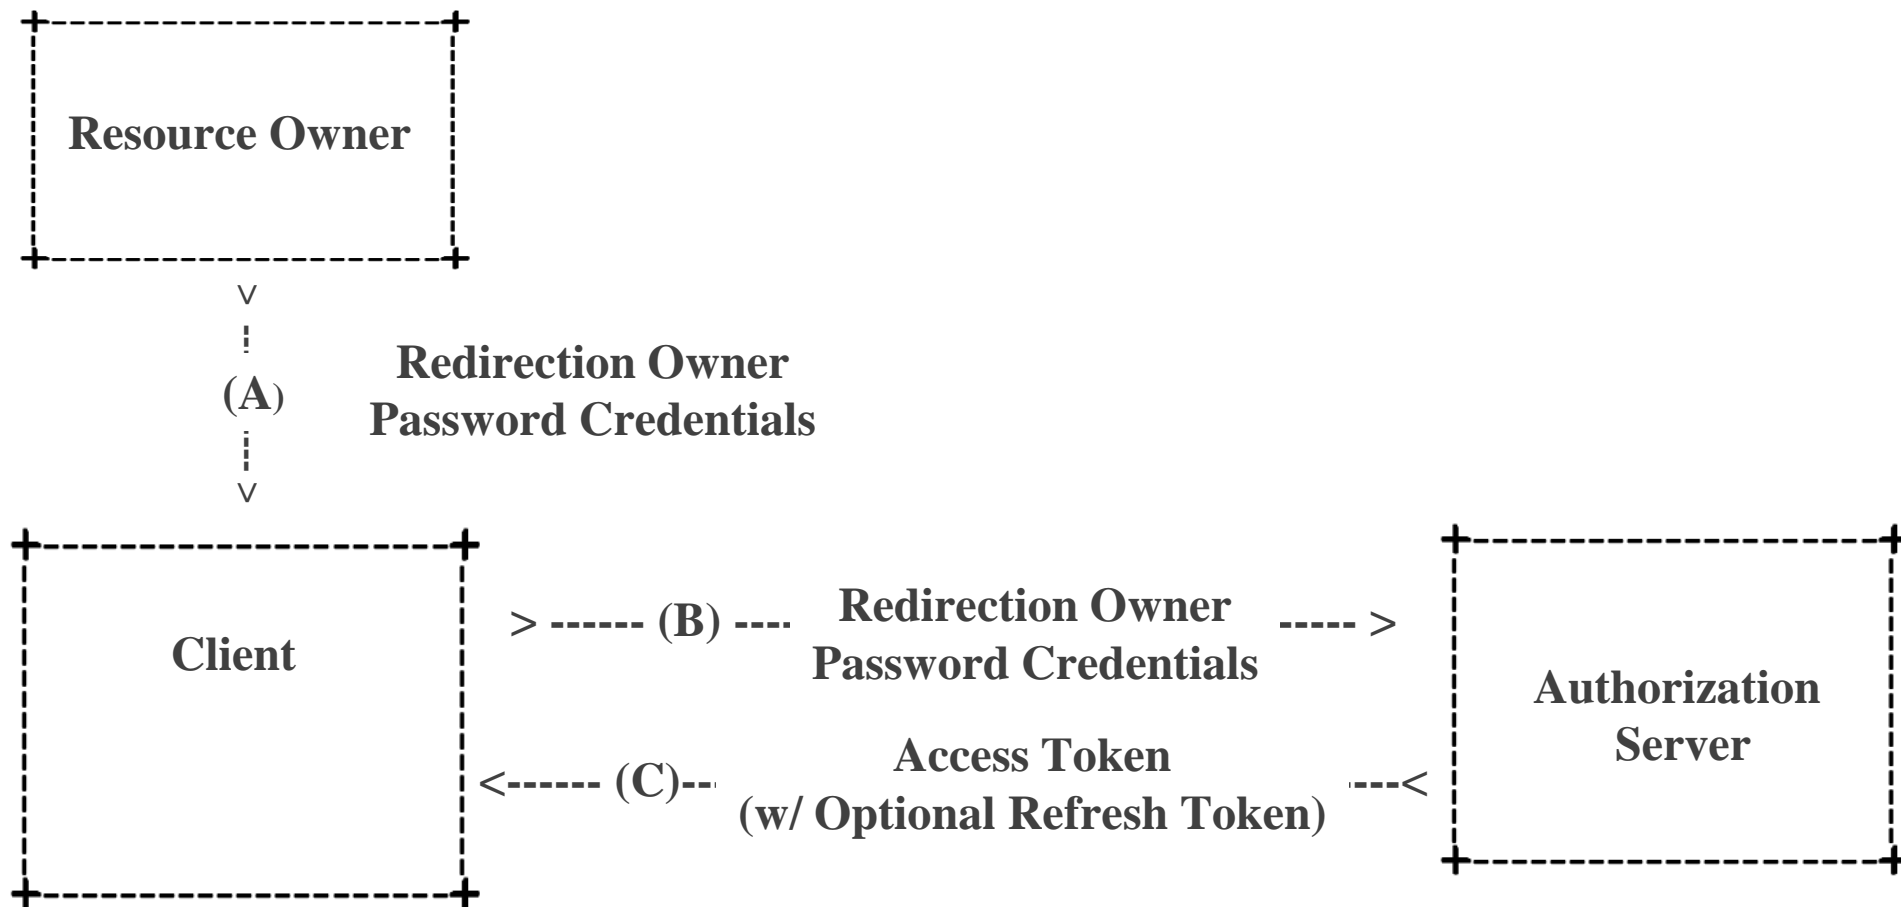 Resource Owner
v
(A)
Redirection Owner
Password Credentials
v
Client
> ------ (B) ---- Redirection Owner ----- >
Password Credentials
Authorization
Server
<------ (C)--- Access Token ----<
(w/ Optional Refresh Token)